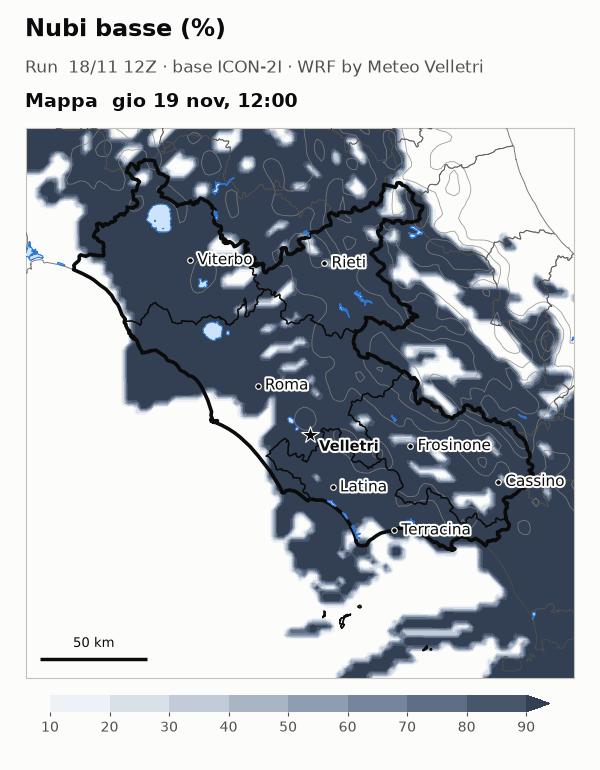 Nubi basse (%)
Run 18/11 12Z · base ICON-2I · WRF by Meteo Velletri
Mappa gio 19 nov, 12:00
Viterbo
Rieti
Roma
Velletri
Frosinone
Cassino
Latina
Terracina
50 km
10 20 30 40 50 60 70 80 90